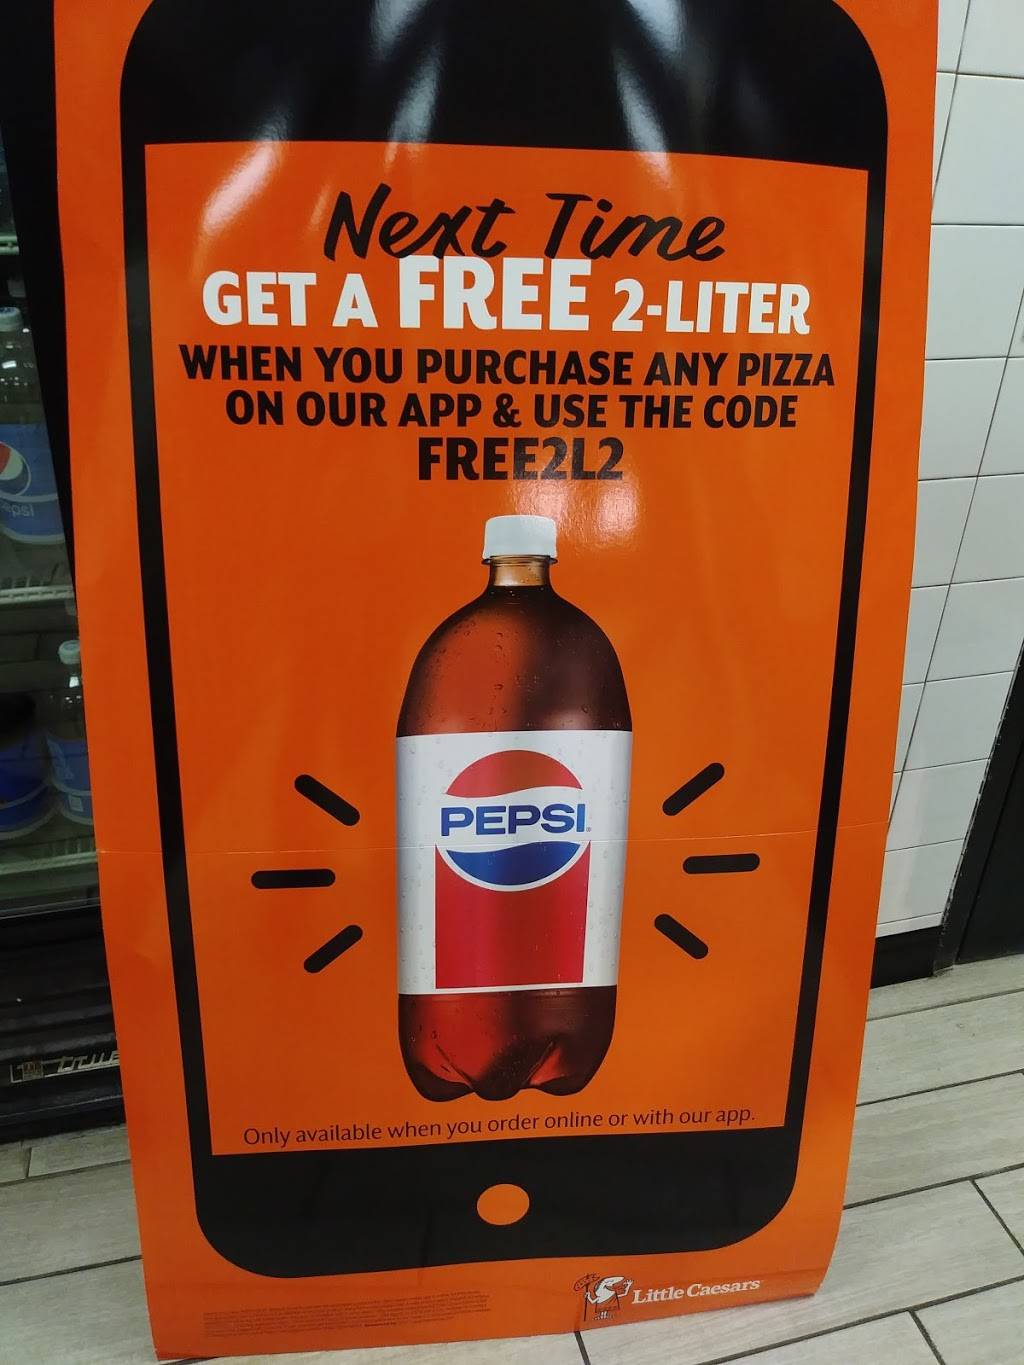 Next Time
GET A FREE 2-LITER
WHEN YOU PURCHASE ANY PIZZA
ON OUR APP & USE THE CODE
FREE2L2
PEPSI
Only available when you order online or with our app.
Little Caesars
true